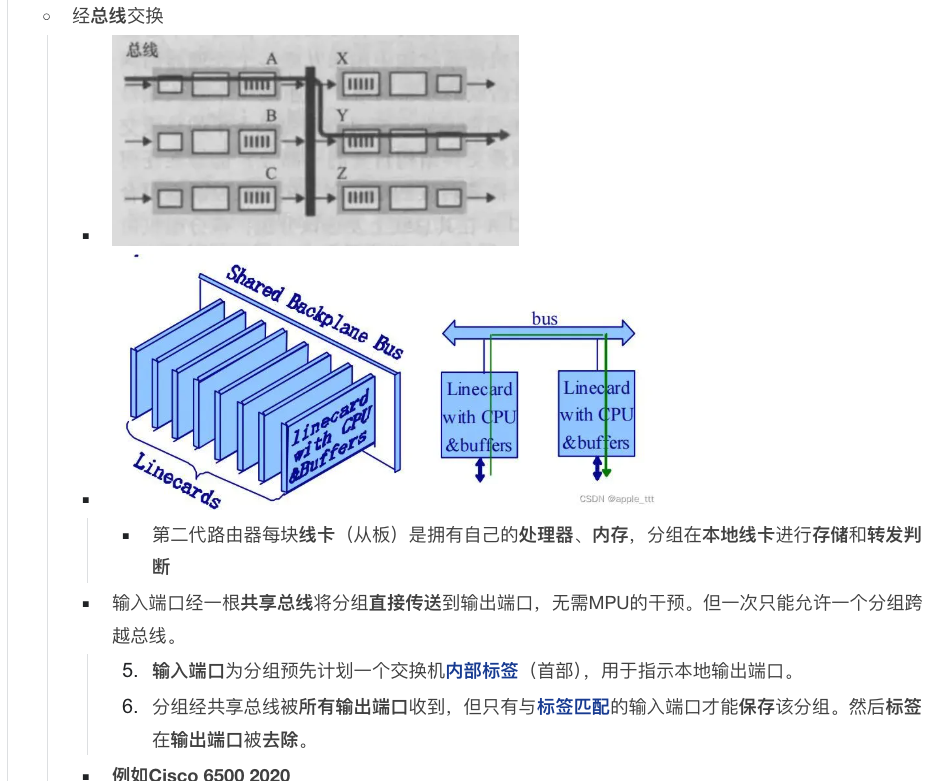 经总线交换
总线
A
X
B
Y
C
Z
Shared Backplane Bus
linecard
with CPU
&Buffers
Linecards
bus
Linecard
with CPU
&buffers
Linecard
with CPU
&buffers
CSDN @apple_ttt
第二代路由器每块线卡（从板）是拥有自己的处理器、内存，分组在本地线卡进行存储和转发判
断
输入端口经一根共享总线将分组直接传送到输出端口，无需MPU的干预。但一次只能允许一个分组跨
越总线。
5. 输入端口为分组预先计划一个交换机内部标签（首部），用于指示本地输出端口。
6. 分组经共享总线被所有输出端口收到，但只有与标签匹配的输入端口才能保存该分组。然后标签
在输出端口被去除。
例如Cisco 6500 2020